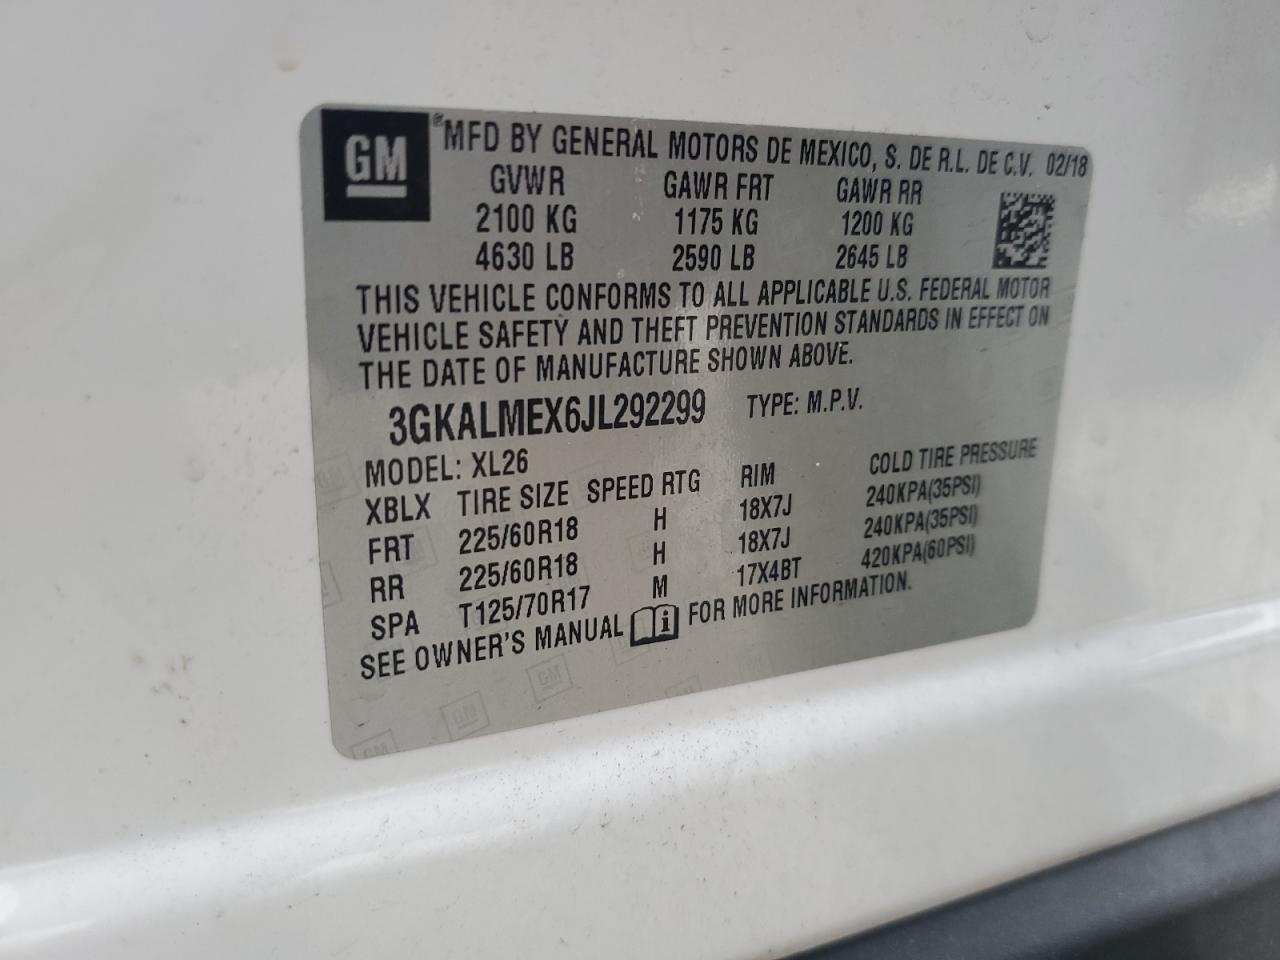 GM
® MFD BY GENERAL MOTORS DE MEXICO, S. DE R.L. DE C.V. 02/18
GVWR GAWR FRT GAWR RR
2100 KG 1175 KG 1200 KG
4630 LB 2590 LB 2645 LB
THIS VEHICLE CONFORMS TO ALL APPLICABLE U.S. FEDERAL MOTOR
VEHICLE SAFETY AND THEFT PREVENTION STANDARDS IN EFFECT ON
THE DATE OF MANUFACTURE SHOWN ABOVE.
3GKALMEX6JL292299 TYPE: M.P.V.
MODEL: XL26
XBLX TIRE SIZE SPEED RTG RIM COLD TIRE PRESSURE
FRT 225/60R18 H 18X7J 240KPA(35PSI)
RR 225/60R18 H 18X7J 240KPA(35PSI)
SPA T125/70R17 M 17X4BT 420KPA(60PSI)
SEE OWNER'S MANUAL i FOR MORE INFORMATION.
GM
GM
GM